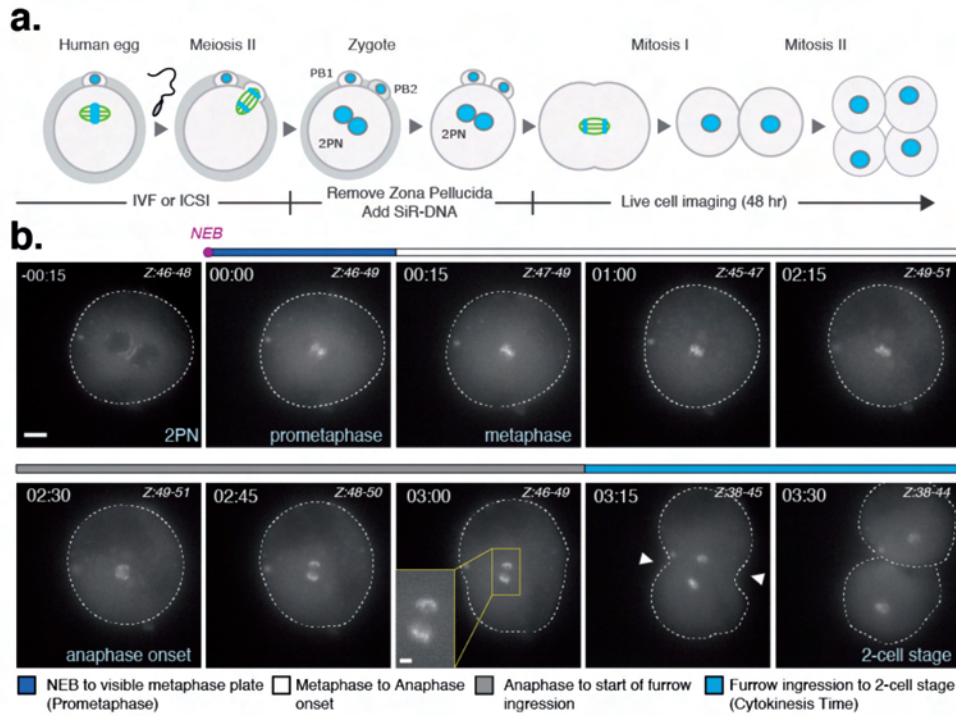 a.
Human egg
Meiosis II
Zygote
Mitosis I
Mitosis II
PB1
PB2
2PN
2PN
IVF or ICSI
Remove Zona Pellucida
Add SiR-DNA
Live cell imaging (48 hr)
b.
NEB
-00:15
Z:46-48
2PN
00:00
Z:46-49
prometaphase
00:15
Z:47-49
metaphase
01:00
Z:45-47
02:15
Z:49-51
02:30
Z:49-51
anaphase onset
02:45
Z:48-50
03:00
Z:46-49
03:15
Z:38-45
03:30
Z:38-44
2-cell stage
NEB to visible metaphase plate
(Prometaphase)
Metaphase to Anaphase
onset
Anaphase to start of furrow
ingression
Furrow ingression to 2-cell stage
(Cytokinesis Time)